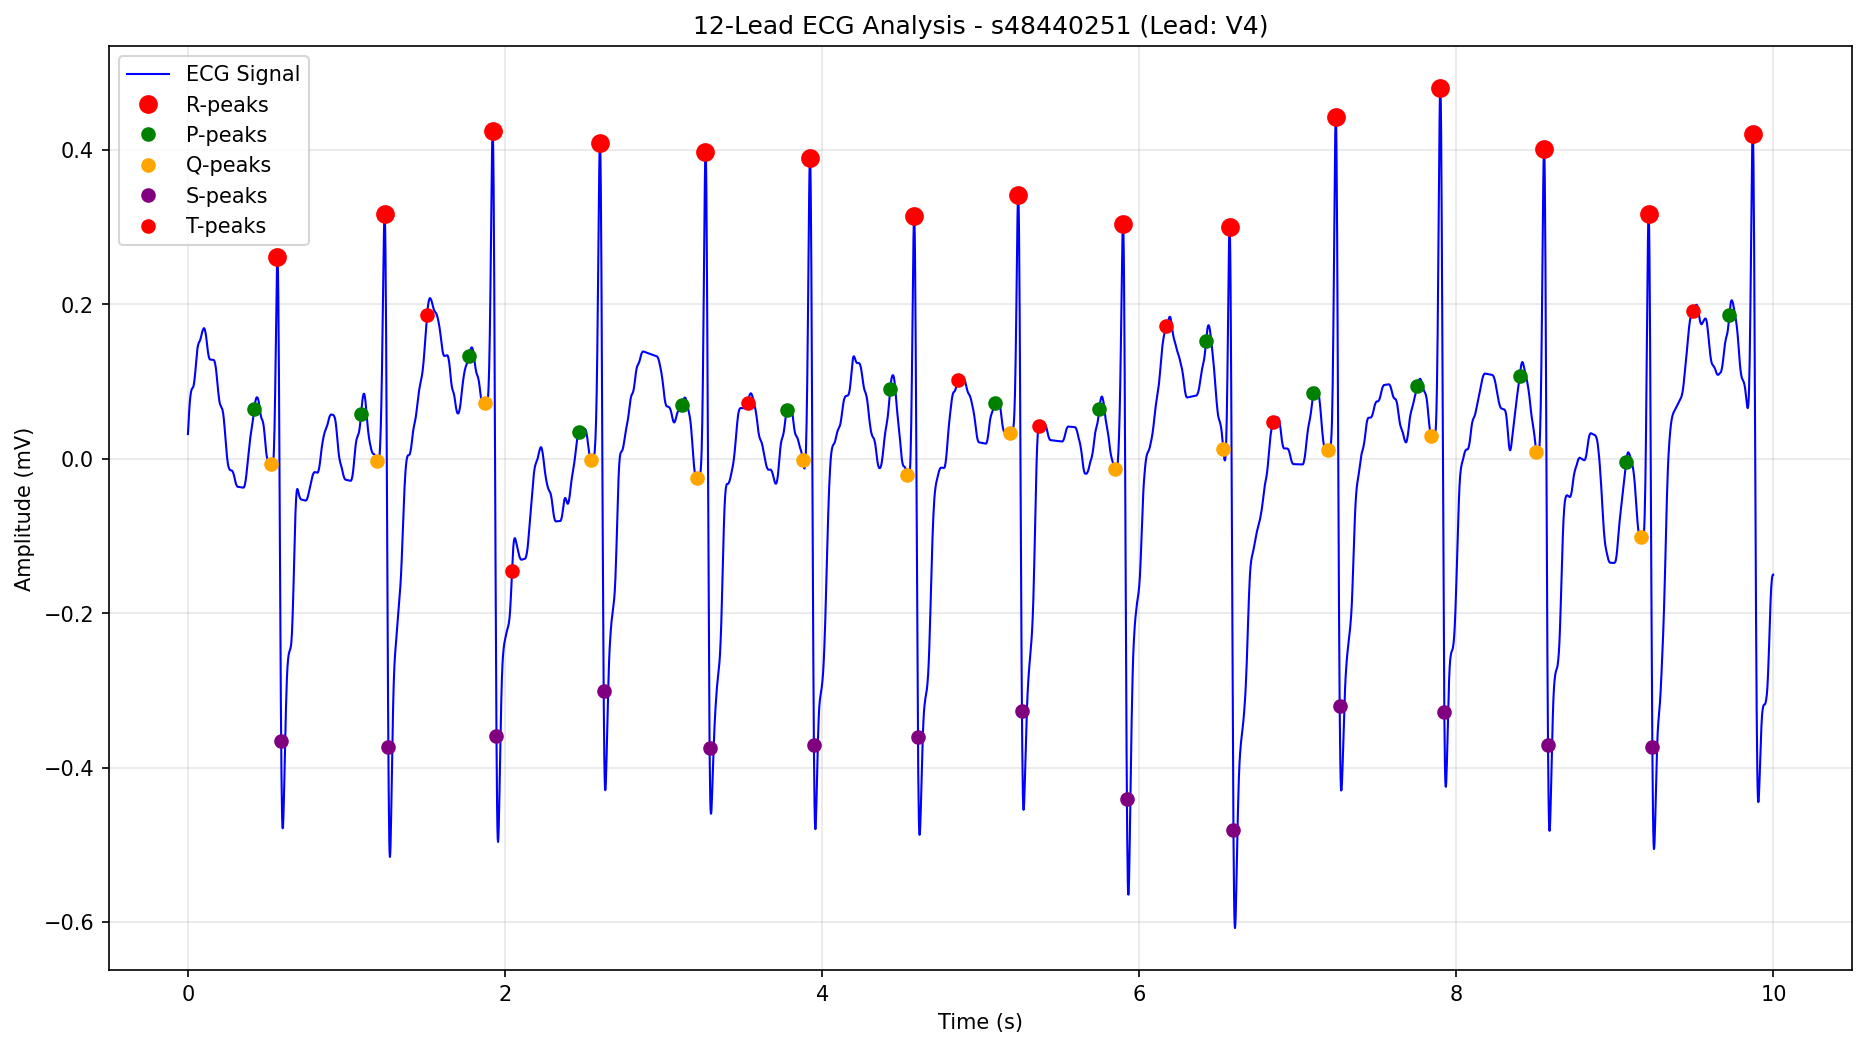 12-Lead ECG Analysis - s48440251 (Lead: V4)
ECG Signal
R-peaks
P-peaks
Q-peaks
S-peaks
T-peaks
Amplitude (mV)
0.4
0.2
0.0
−0.2
−0.4
−0.6
0 2 4 6 8 10
Time (s)